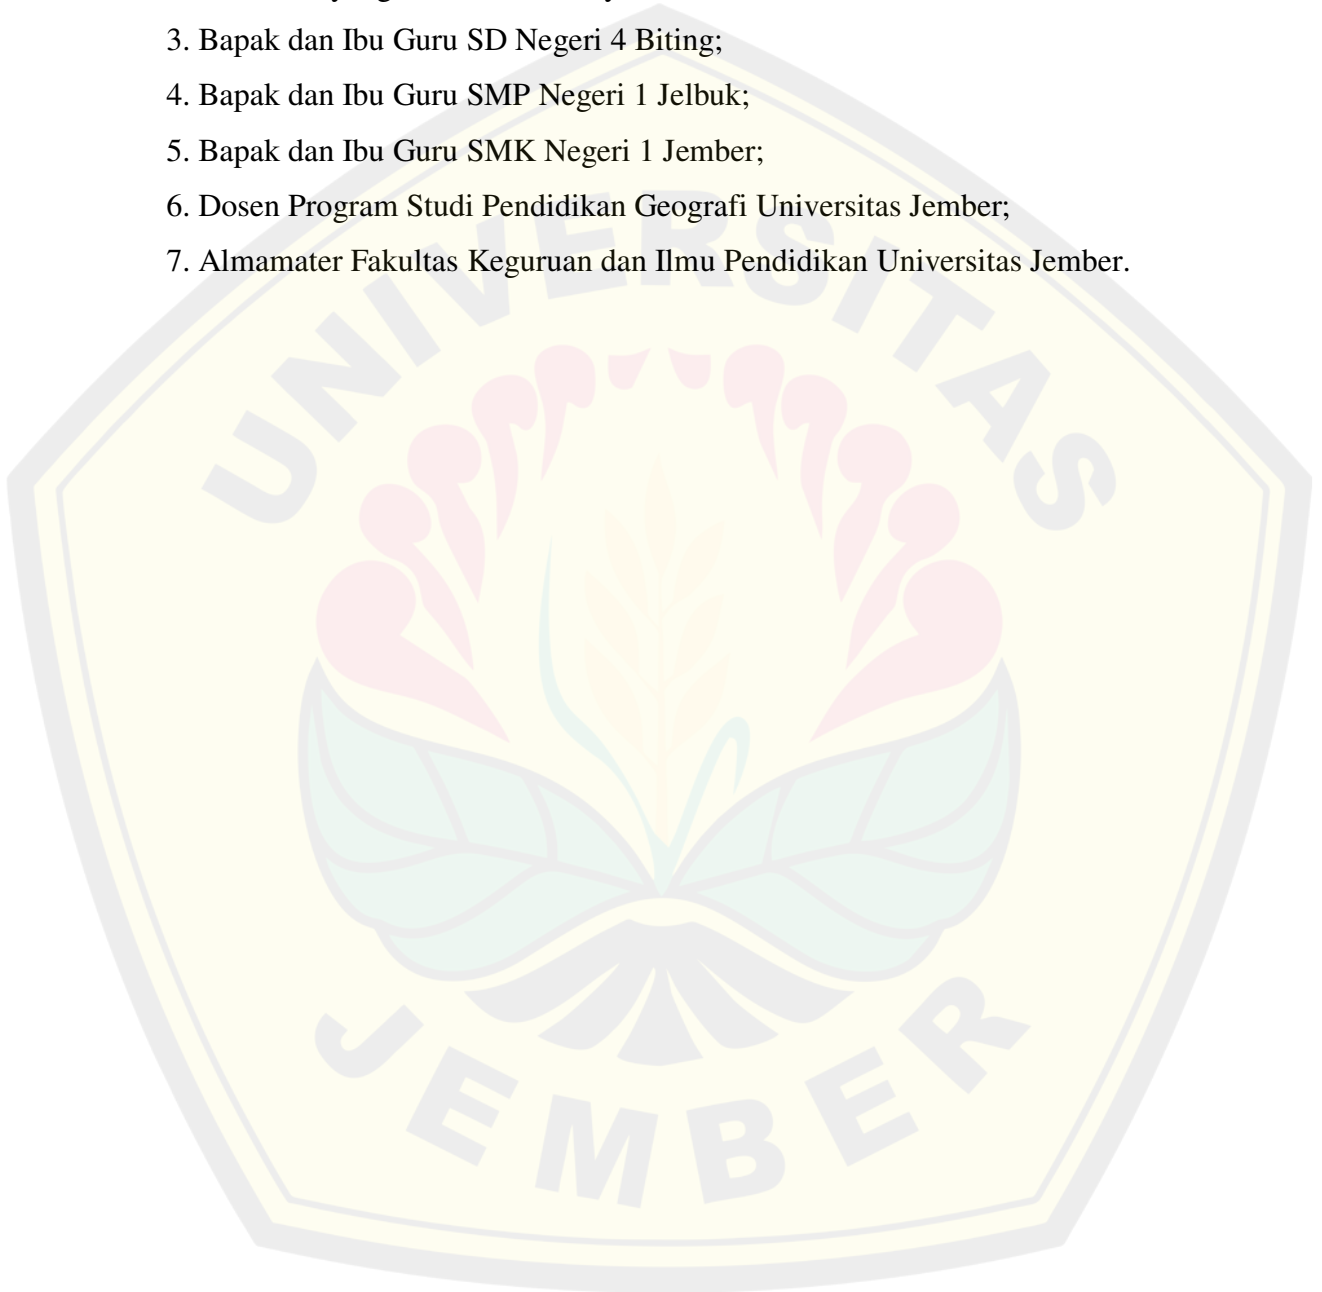 3. Bapak dan Ibu Guru SD Negeri 4 Biting;
4. Bapak dan Ibu Guru SMP Negeri 1 Jelbuk;
5. Bapak dan Ibu Guru SMK Negeri 1 Jember;
6. Dosen Program Studi Pendidikan Geografi Universitas Jember;
7. Almamater Fakultas Keguruan dan Ilmu Pendidikan Universitas Jember.
UNIVERSITAS
JEMBER